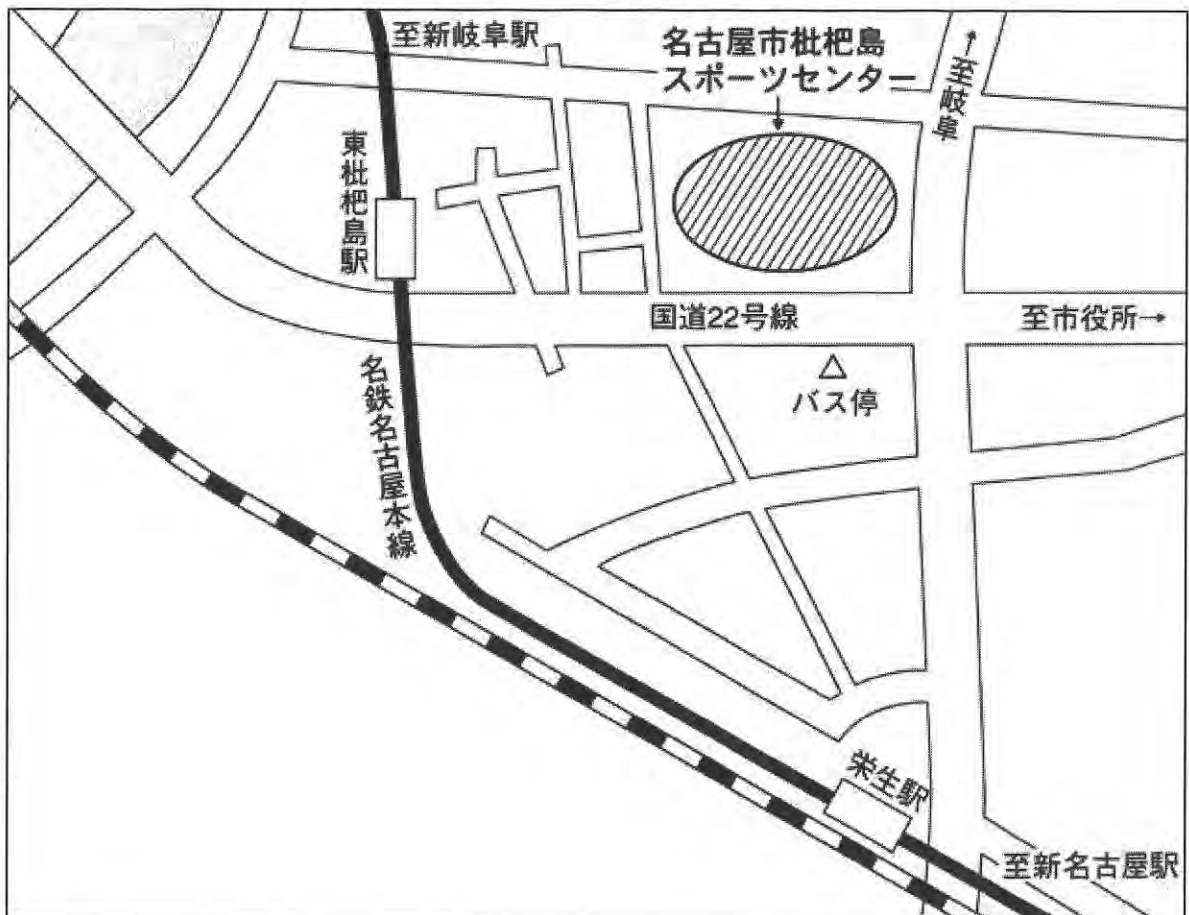 至新岐阜駅
名古屋市枇杷島
スポーツセンター
↑至岐阜
東枇杷島駅
国道22号線
至市役所→
バス停
名鉄名古屋本線
栄生駅
至新名古屋駅